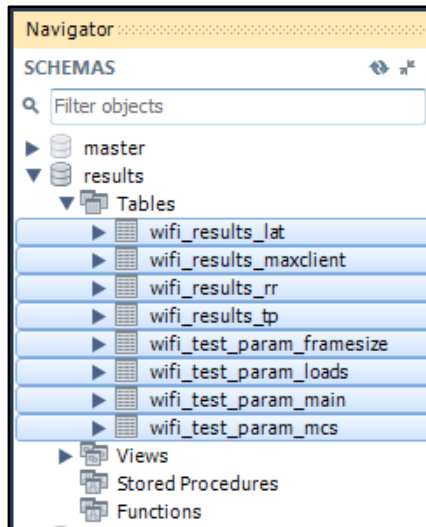 Navigator
SCHEMAS
Filter objects
master
results
Tables
wifi_results_lat
wifi_results_maxclient
wifi_results_rr
wifi_results_tp
wifi_test_param_framesize
wifi_test_param_loads
wifi_test_param_main
wifi_test_param_mcs
Views
Stored Procedures
Functions